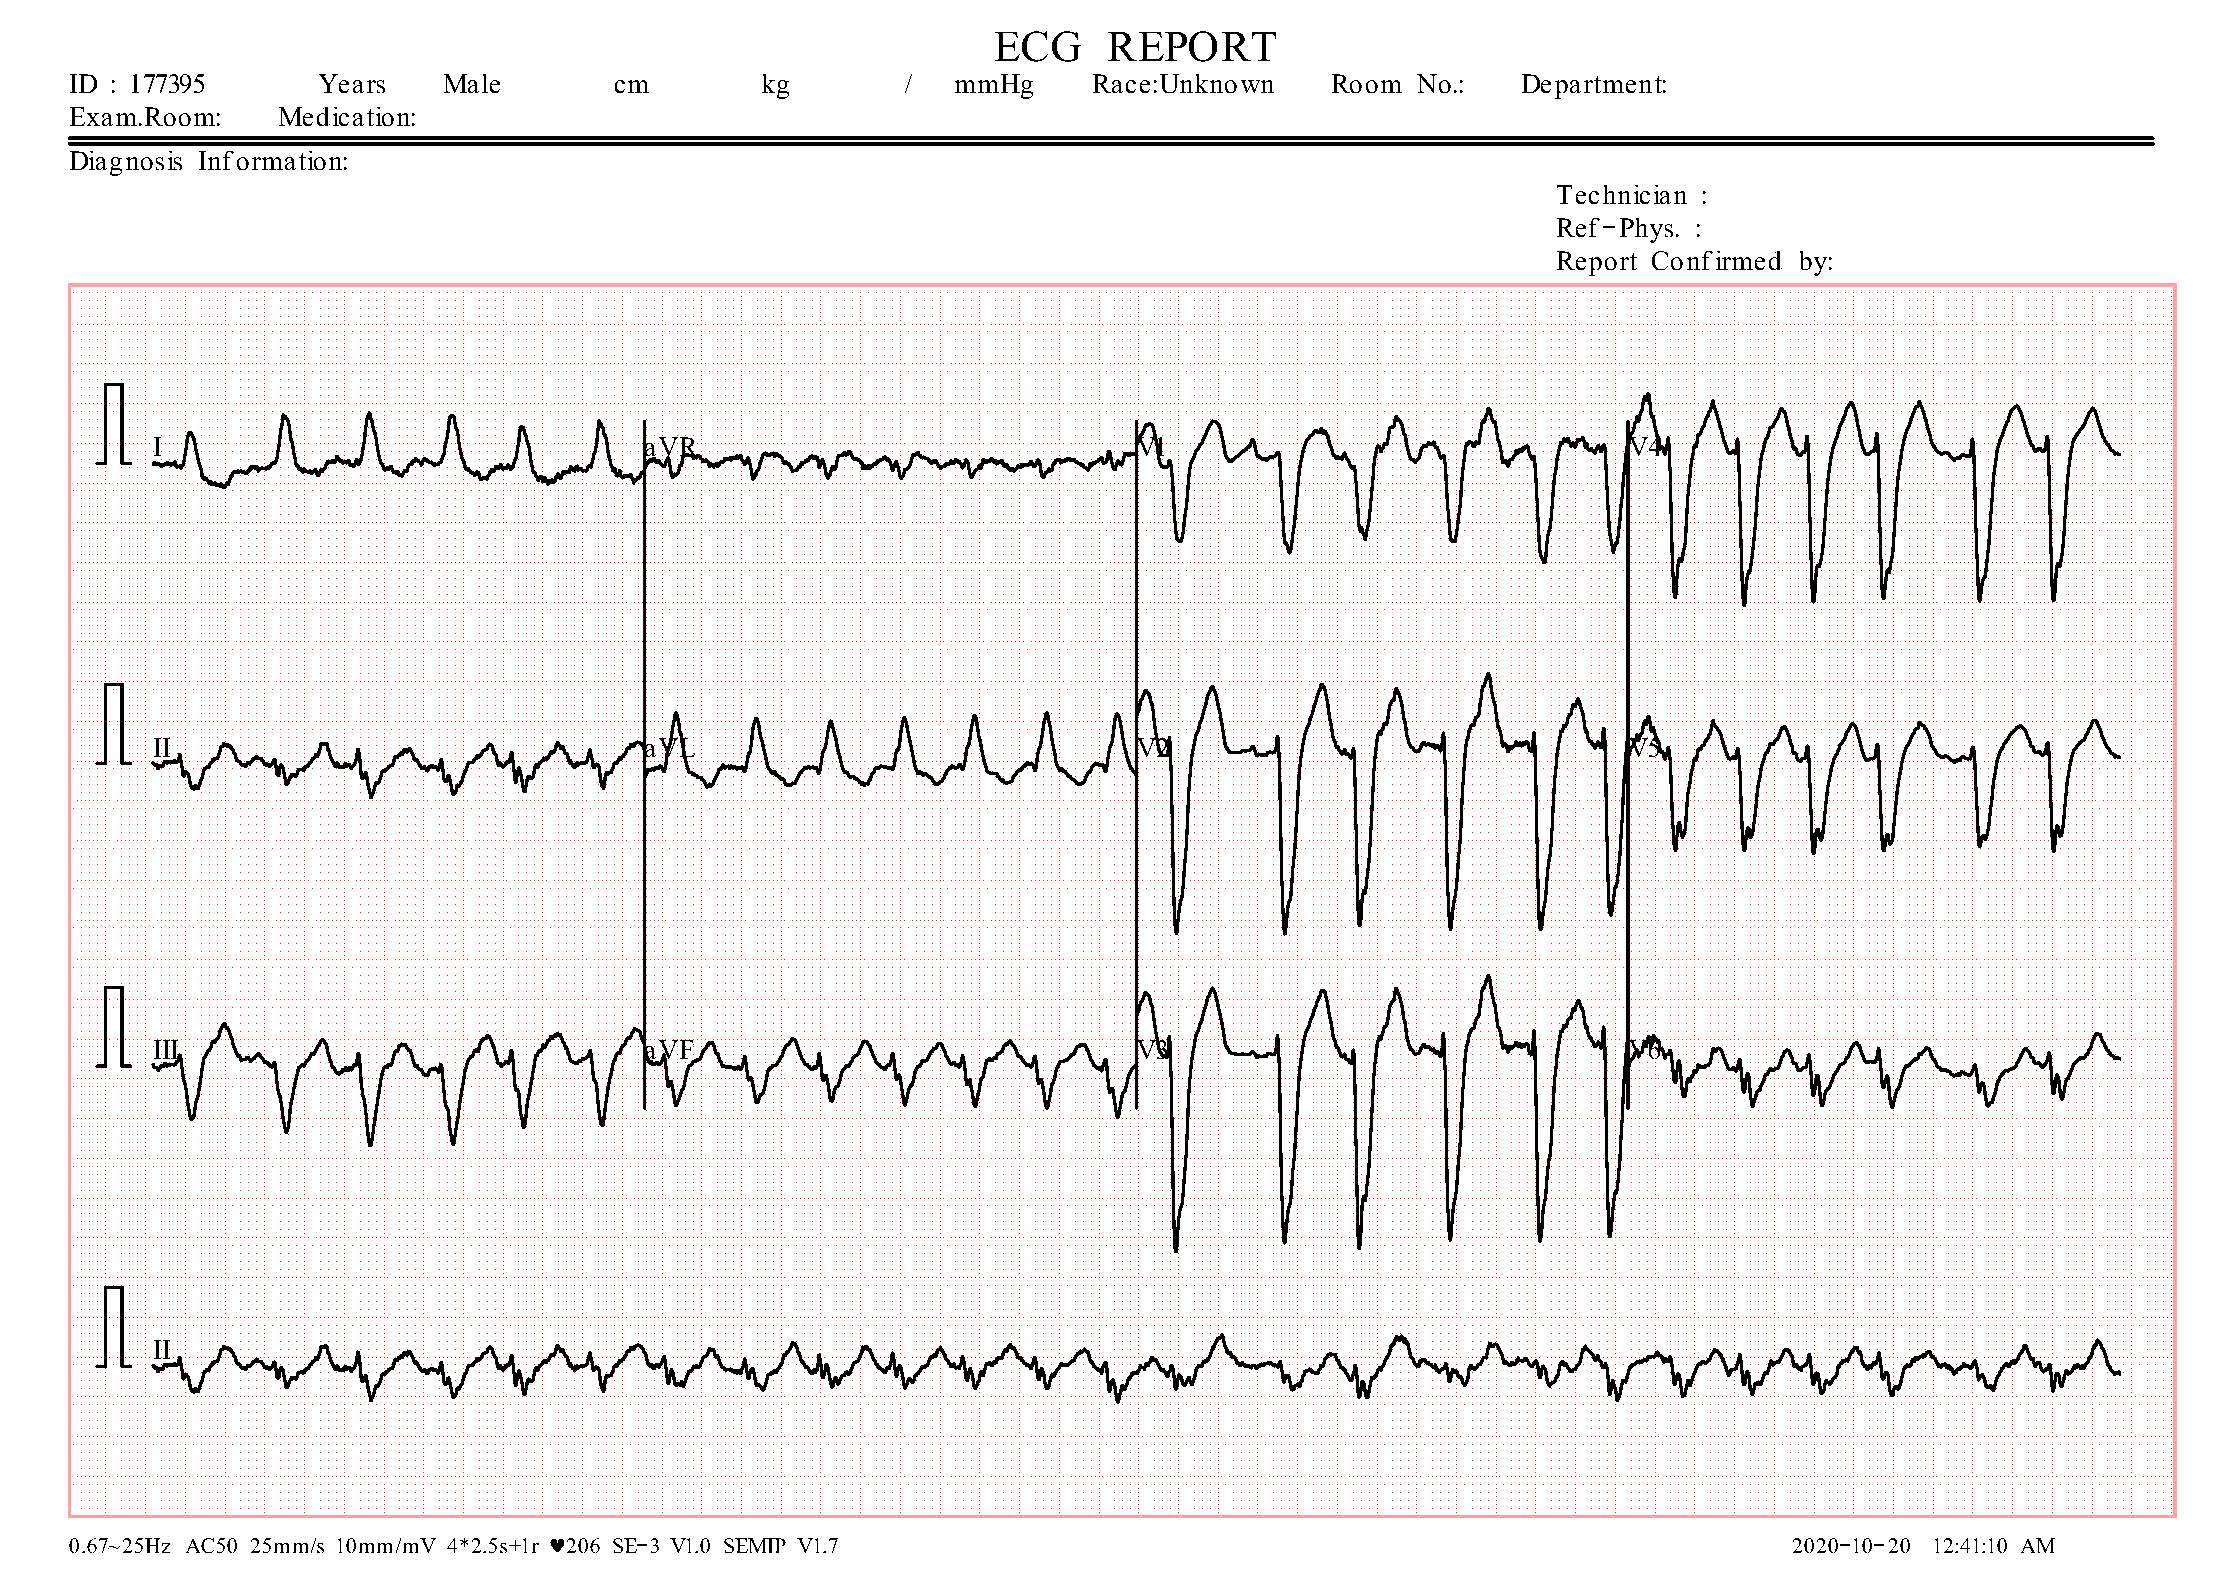 ECG REPORT
ID : 177395 Years Male cm kg / mmHg Race:Unknown Room No.: Department:
Exam.Room: Medication:
Diagnosis Information:
Technician :
Ref-Phys. :
Report Confirmed by:
I aVR V1 V4
II aVL V2 V5
III aVF V3 V6
II
0.67~25Hz AC50 25mm/s 10mm/mV 4*2.5s+1r ♥206 SE-3 V1.0 SEMIP V1.7 2020-10-20 12:41:10 AM